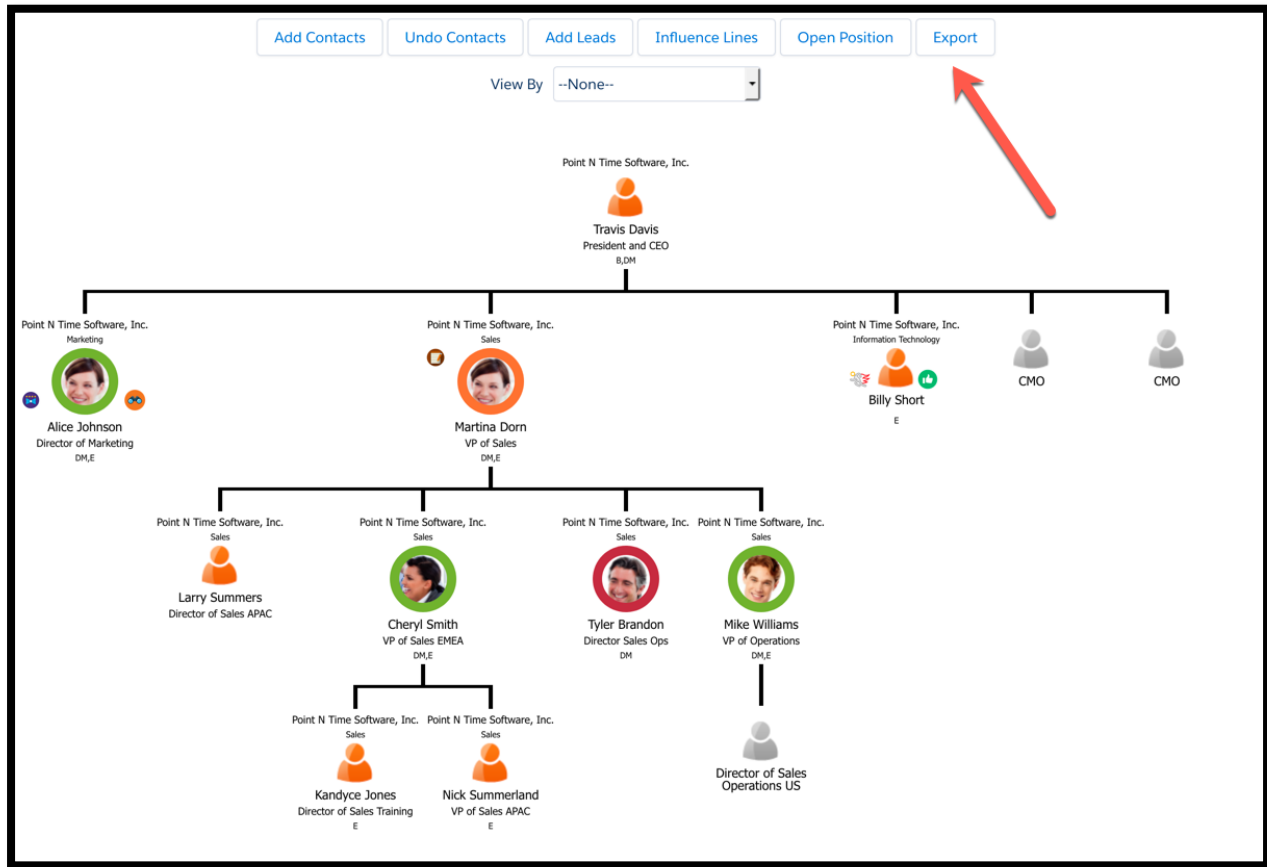 Add Contacts
Undo Contacts
Add Leads
Influence Lines
Open Position
Export
View By --None--
Point N Time Software, Inc.
Travis Davis
President and CEO
B,DM
Point N Time Software, Inc.
Marketing
Alice Johnson
Director of Marketing
DM,E
Point N Time Software, Inc.
Sales
Martina Dorn
VP of Sales
DM,E
Point N Time Software, Inc.
Information Technology
Billy Short
E
CMO
CMO
Point N Time Software, Inc.
Sales
Larry Summers
Director of Sales APAC
Point N Time Software, Inc.
Sales
Cheryl Smith
VP of Sales EMEA
DM,E
Point N Time Software, Inc.
Sales
Tyler Brandon
Director Sales Ops
DM
Point N Time Software, Inc.
Sales
Mike Williams
VP of Operations
DM,E
Point N Time Software, Inc.
Sales
Kandyce Jones
Director of Sales Training
E
Point N Time Software, Inc.
Sales
Nick Summerland
VP of Sales APAC
E
Director of Sales
Operations US